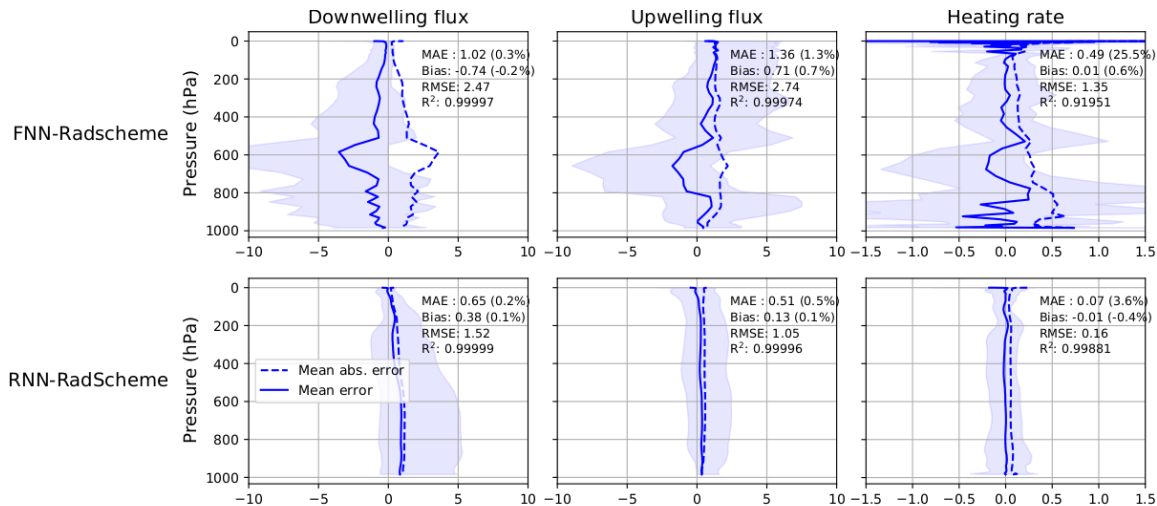 Downwelling flux
Upwelling flux
Heating rate
FNN-Radscheme
Pressure (hPa)
0
200
400
600
800
1000
MAE : 1.02 (0.3%)
Bias: -0.74 (-0.2%)
RMSE: 2.47
R²: 0.99997
−10
−5
0
5
10
MAE : 1.36 (1.3%)
Bias: 0.71 (0.7%)
RMSE: 2.74
R²: 0.99974
−10
−5
0
5
10
MAE : 0.49 (25.5%)
Bias: 0.01 (0.6%)
RMSE: 1.35
R²: 0.91951
−1.5
−1.0
−0.5
0.0
0.5
1.0
1.5
RNN-RadScheme
Pressure (hPa)
0
200
400
600
800
1000
MAE : 0.65 (0.2%)
Bias: 0.38 (0.1%)
RMSE: 1.52
R²: 0.99999
Mean abs. error
Mean error
−10
−5
0
5
10
MAE : 0.51 (0.5%)
Bias: 0.13 (0.1%)
RMSE: 1.05
R²: 0.99996
−10
−5
0
5
10
MAE : 0.07 (3.6%)
Bias: -0.01 (-0.4%)
RMSE: 0.16
R²: 0.99881
−1.5
−1.0
−0.5
0.0
0.5
1.0
1.5